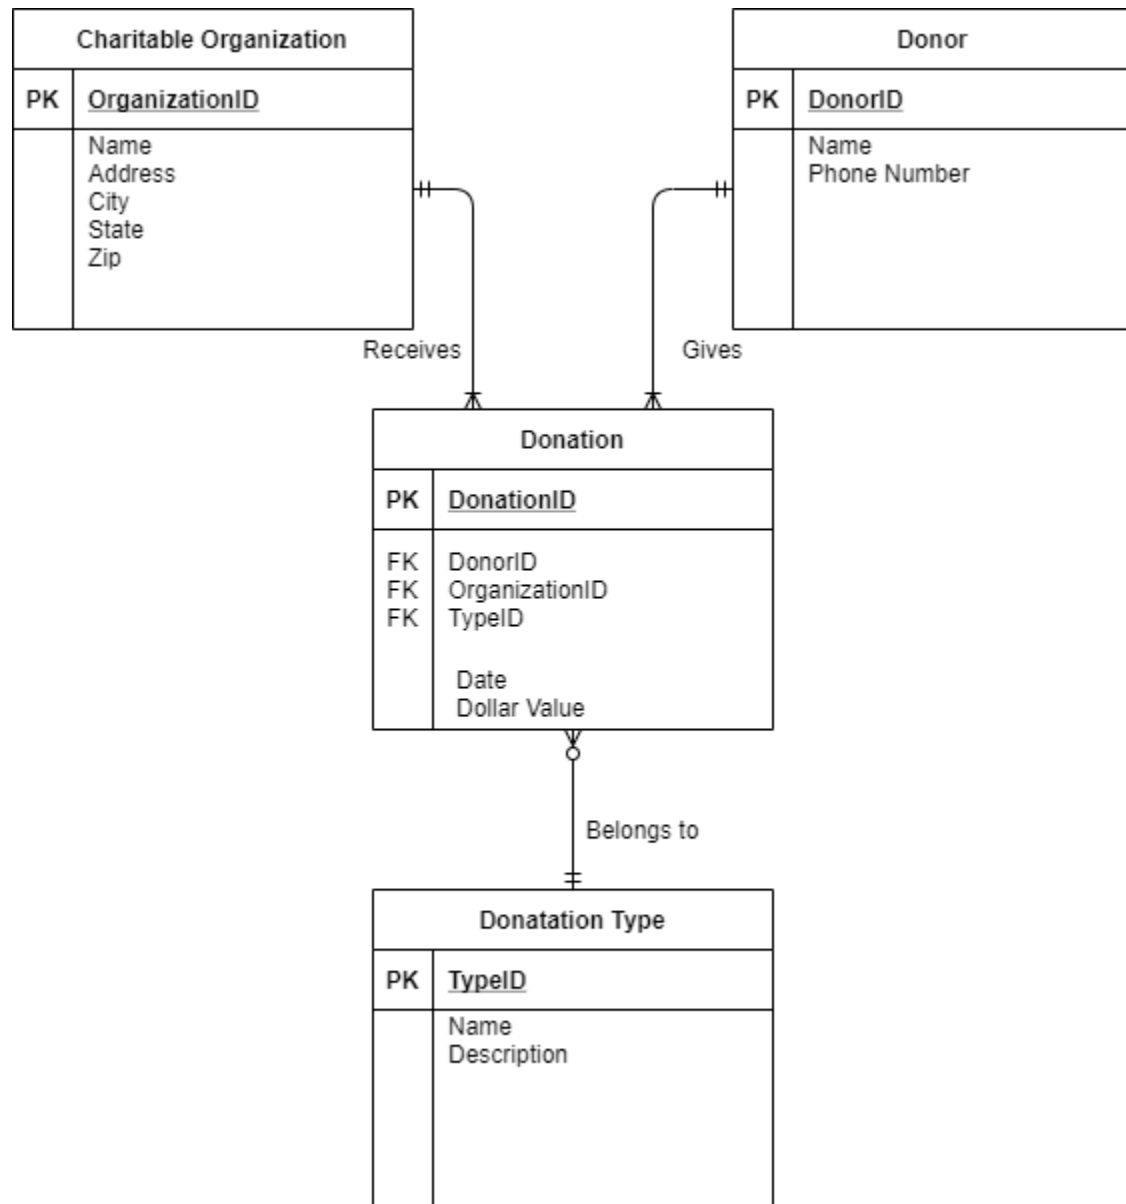 Charitable Organization
PK OrganizationID
Name
Address
City
State
Zip
Donor
PK DonorID
Name
Phone Number
Receives
Gives
Donation
PK DonationID
FK DonorID
FK OrganizationID
FK TypeID
Date
Dollar Value
Belongs to
Donatation Type
PK TypeID
Name
Description